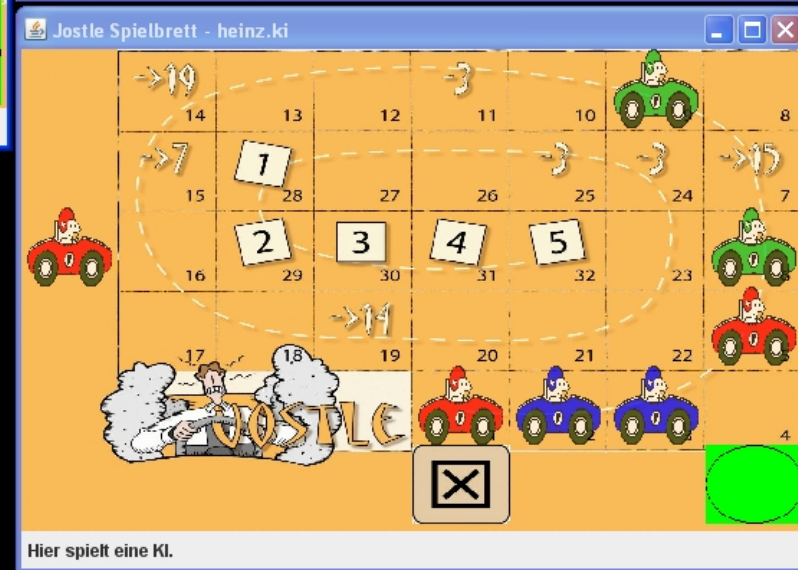 Jostle Spielbrett - heinz.ki
->19 -3
14 13 12 11 10 8
->7 1 -3 -3 ->15
15 28 27 26 25 24 7
2 3 4 5
16 29 30 31 32 23
->14
17 18 19 20 21 22
JOSTLE
4
Hier spielt eine KI.